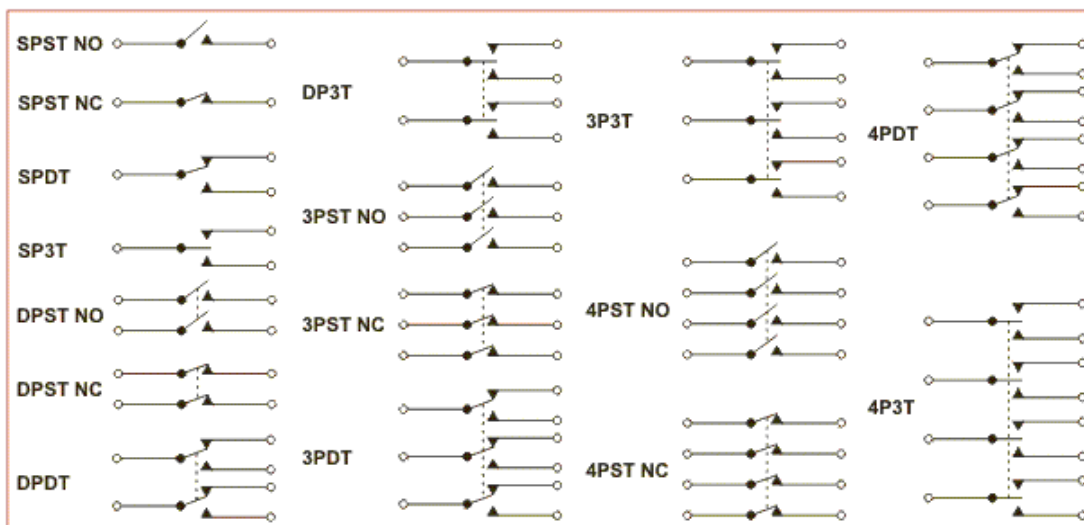 SPST NO
SPST NC
SPDT
SP3T
DPST NO
DPST NC
DPDT
DP3T
3PST NO
3PST NC
3PDT
3P3T
4PST NO
4PST NC
4PDT
4P3T